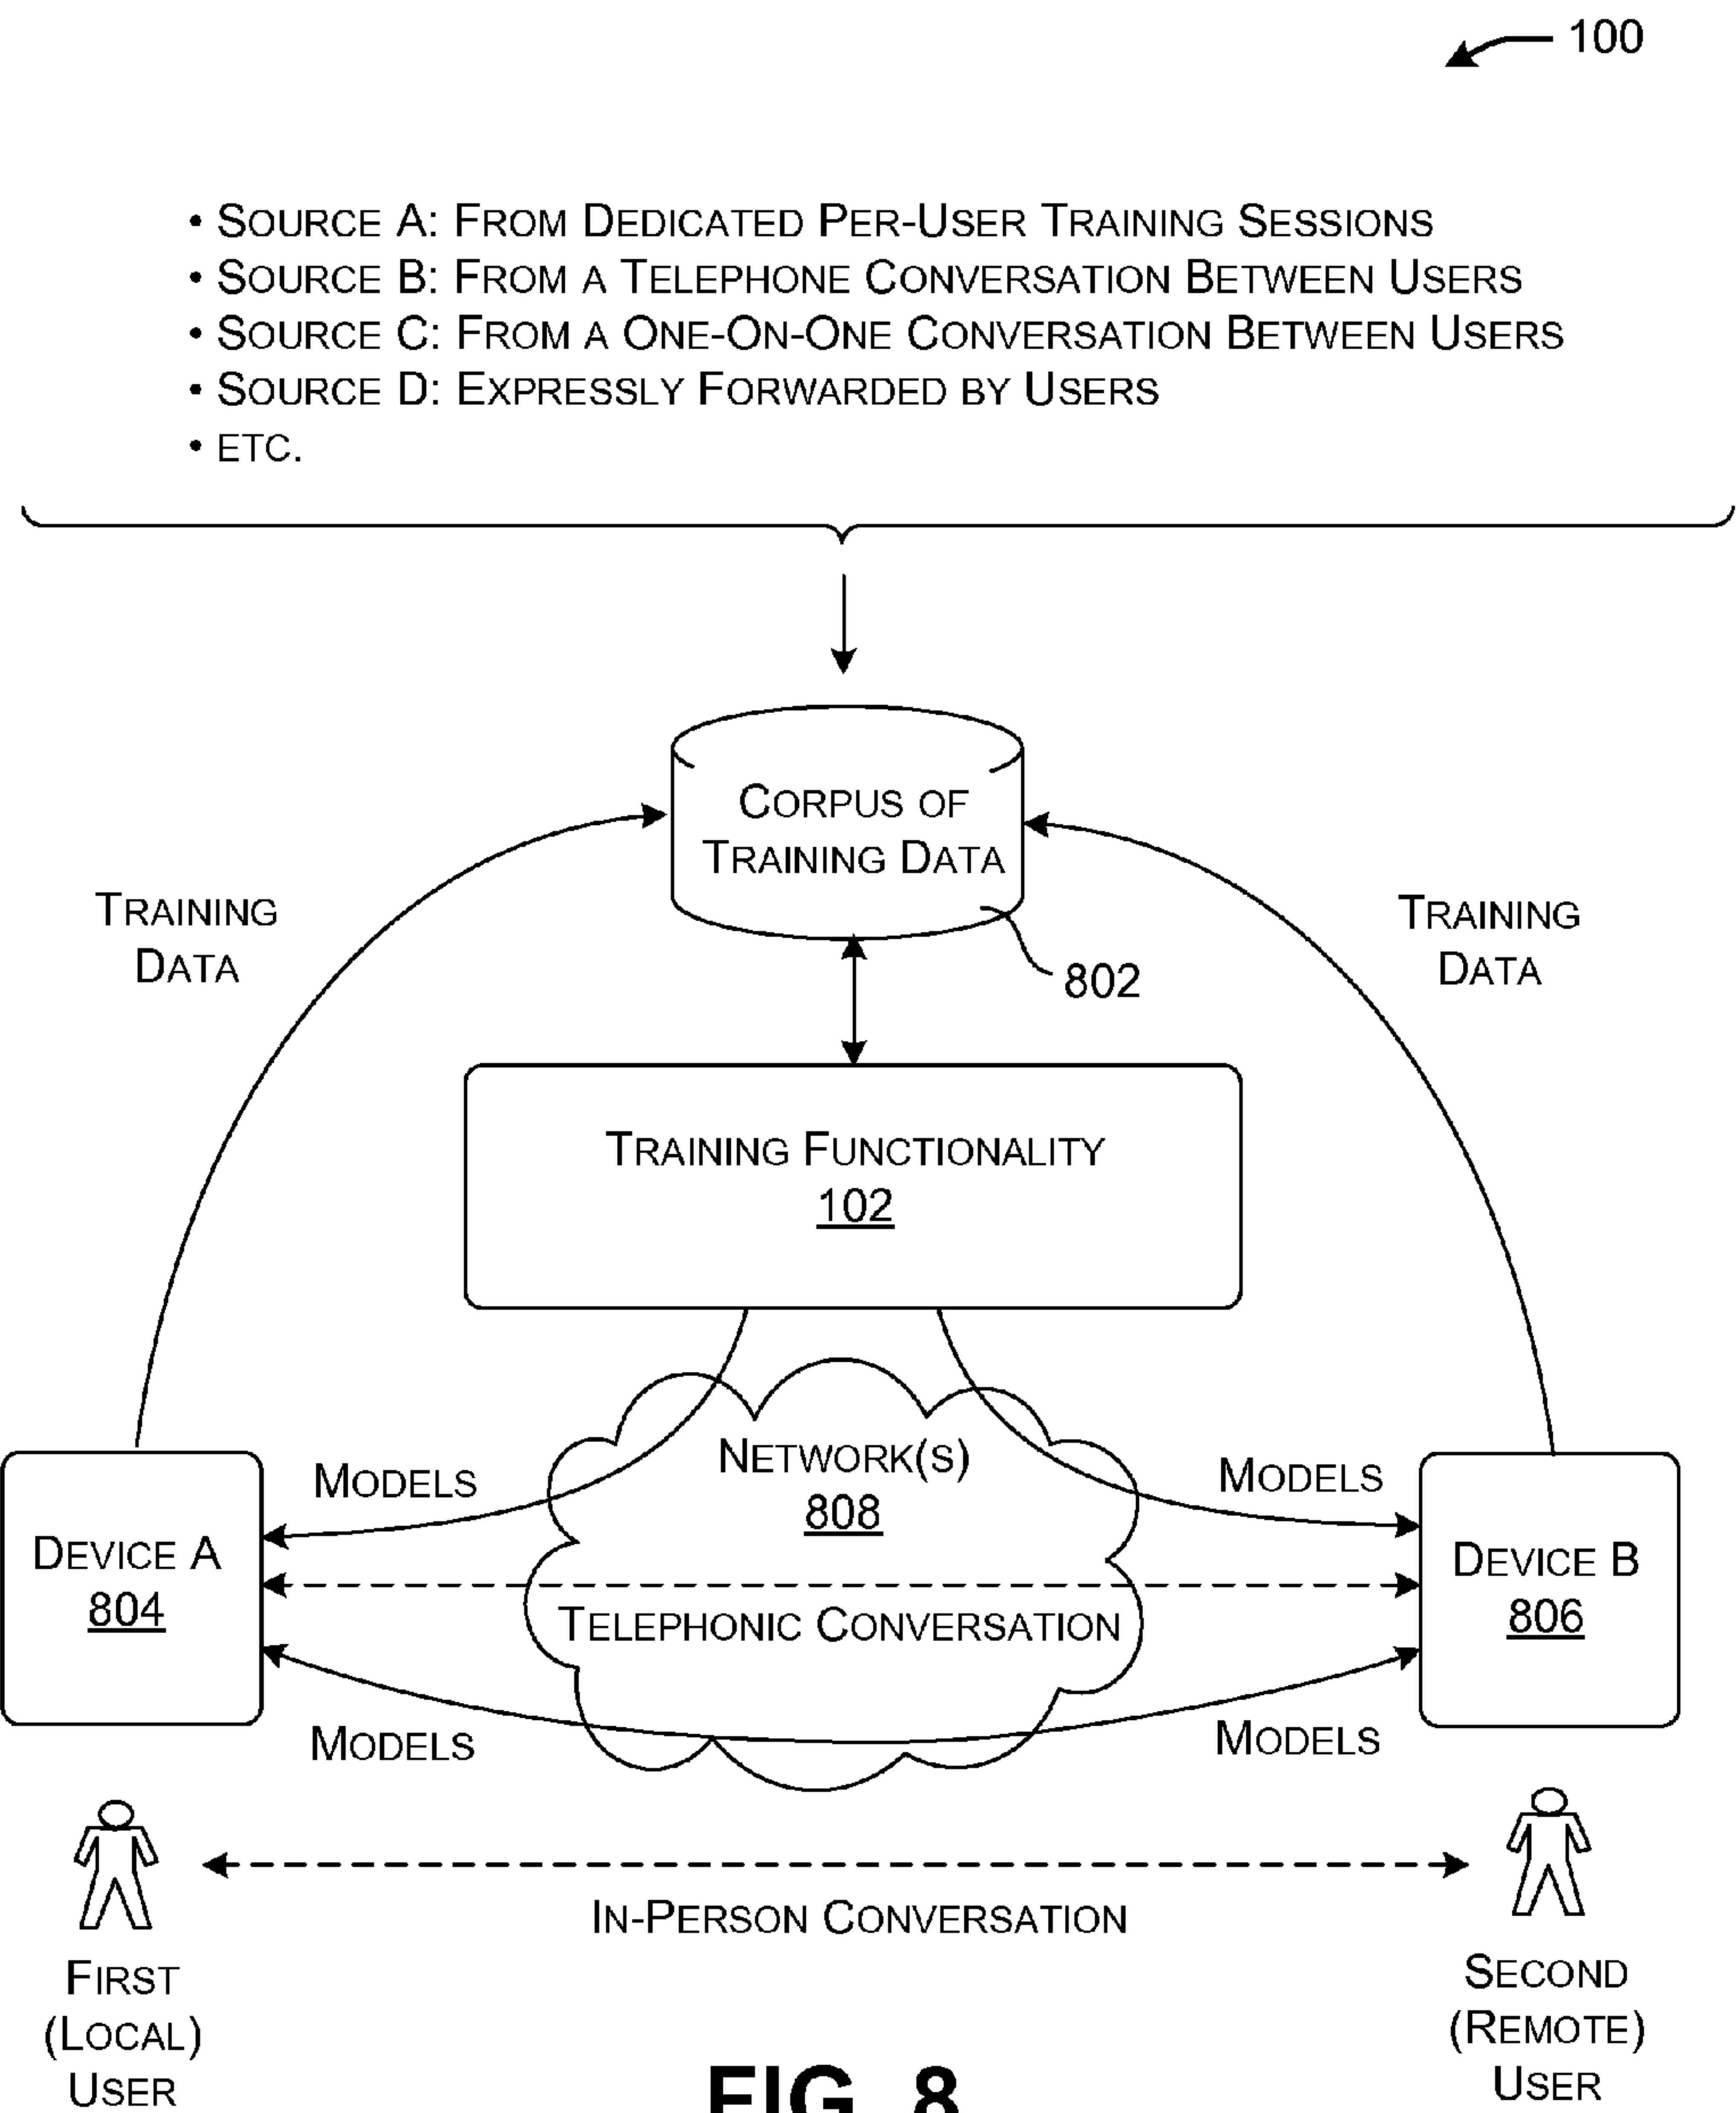 100
• Source A: From Dedicated Per-User Training Sessions
• Source B: From a Telephone Conversation Between Users
• Source C: From a One-On-One Conversation Between Users
• Source D: Expressly Forwarded by Users
• etc.
Corpus of
Training Data
Training
Data
Training
Data
802
Training Functionality
102
Network(s)
808
Models
Models
Device A
804
Device B
806
Telephonic Conversation
Models
Models
In-Person Conversation
First
(Local)
User
Second
(Remote)
User
FIG. 8